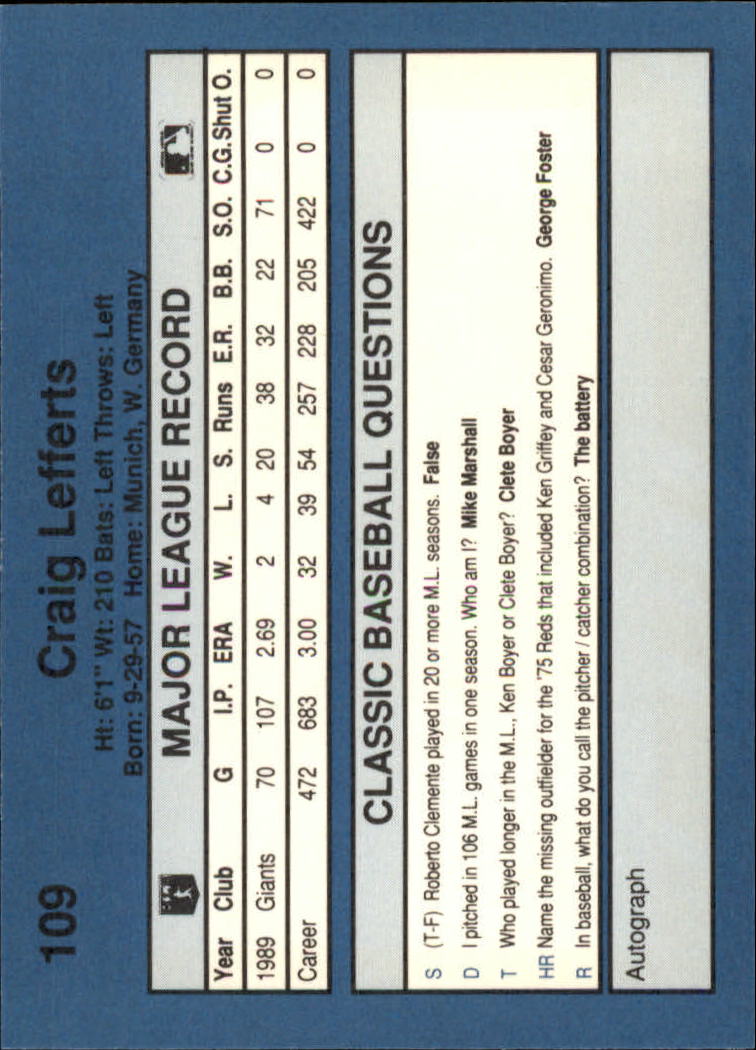 109 Craig Lefferts
Ht: 6'1" Wt: 210 Bats: Left Throws: Left
Born: 9-29-57 Home: Munich, W. Germany
MAJOR LEAGUE RECORD
Year Club G I.P. ERA W. L. S. Runs E.R. B.B. S.O. C.G. Shut O.
1989 Giants 70 107 2.69 2 4 20 38 32 22 71 0 0
Career 472 683 3.00 32 39 54 257 228 205 422 0 0
CLASSIC BASEBALL QUESTIONS
S (T-F) Roberto Clemente played in 20 or more M.L. seasons. False
D I pitched in 106 M.L. games in one season. Who am I? Mike Marshall
T Who played longer in the M.L., Ken Boyer or Clete Boyer? Clete Boyer
HR Name the missing outfielder for the '75 Reds that included Ken Griffey and Cesar Geronimo. George Foster
R In baseball, what do you call the pitcher / catcher combination? The battery
Autograph